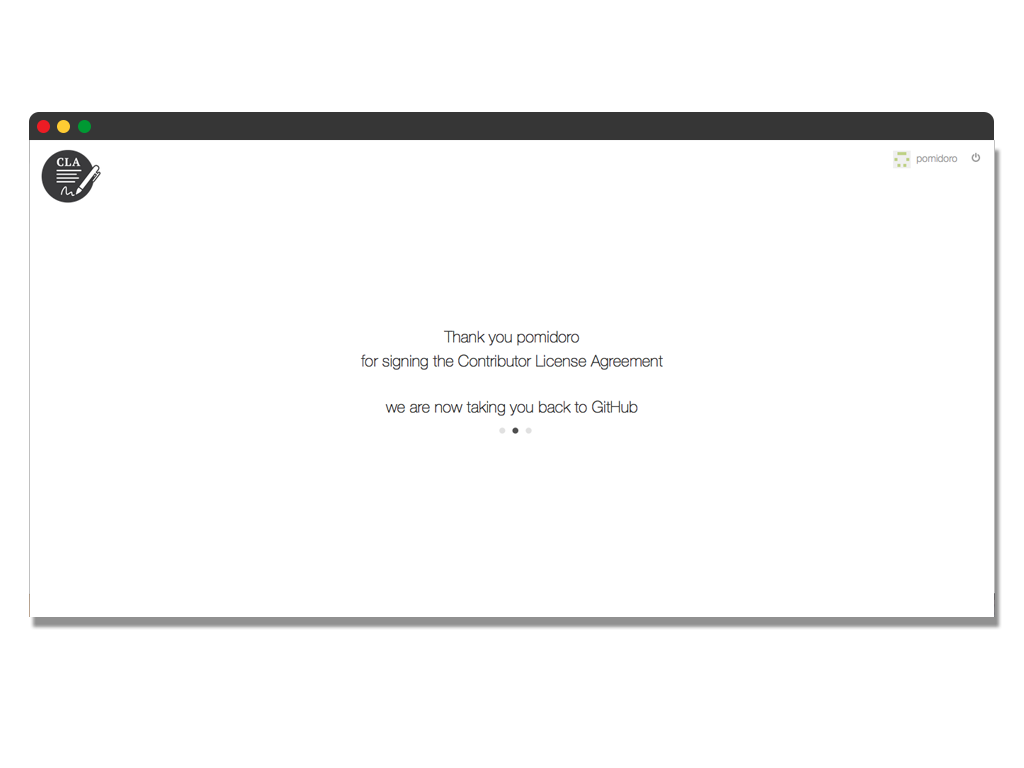 CLA
pomidoro
Thank you pomidoro
for signing the Contributor License Agreement
we are now taking you back to GitHub